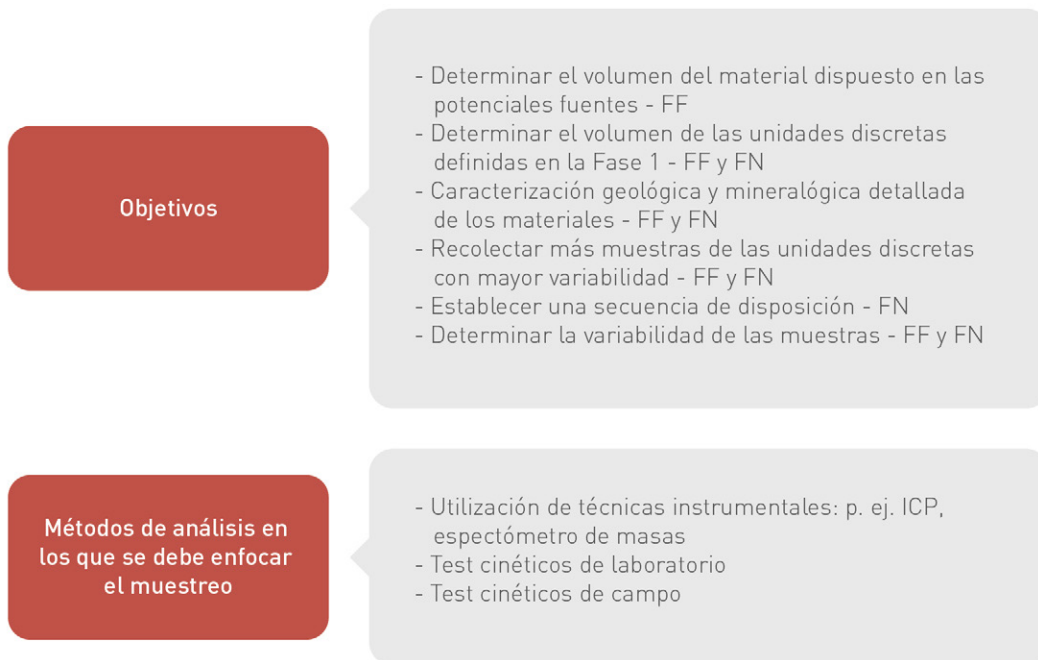 Objetivos
- Determinar el volumen del material dispuesto en las
potenciales fuentes - FF
- Determinar el volumen de las unidades discretas
definidas en la Fase 1 - FF y FN
- Caracterización geológica y mineralógica detallada
de los materiales - FF y FN
- Recolectar más muestras de las unidades discretas
con mayor variabilidad - FF y FN
- Establecer una secuencia de disposición - FN
- Determinar la variabilidad de las muestras - FF y FN
Métodos de análisis en
los que se debe enfocar
el muestreo
- Utilización de técnicas instrumentales: p. ej. ICP,
espectómetro de masas
- Test cinéticos de laboratorio
- Test cinéticos de campo